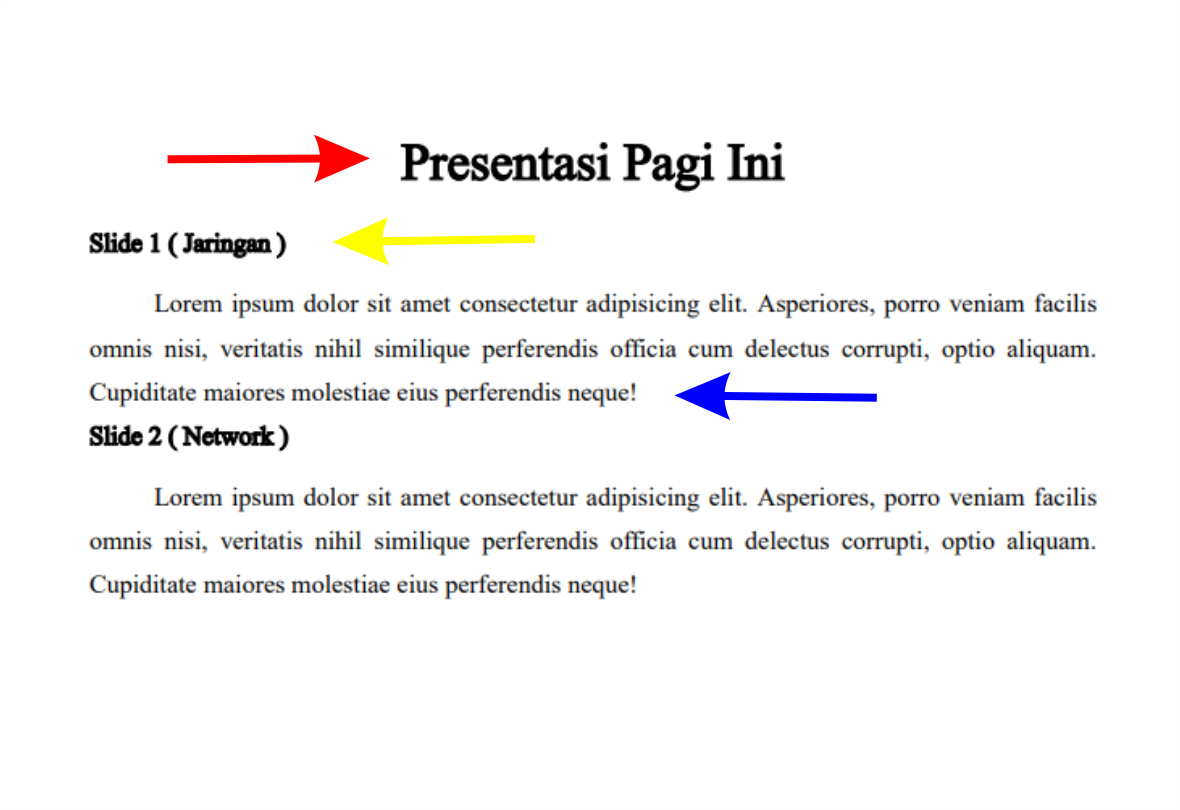 Presentasi Pagi Ini
Slide 1 ( Jaringan )
Lorem ipsum dolor sit amet consectetur adipisicing elit. Asperiores, porro veniam facilis
omnis nisi, veritatis nihil similique perferendis officia cum delectus corrupti, optio aliquam.
Cupiditate maiores molestiae eius perferendis neque!
Slide 2 ( Network )
Lorem ipsum dolor sit amet consectetur adipisicing elit. Asperiores, porro veniam facilis
omnis nisi, veritatis nihil similique perferendis officia cum delectus corrupti, optio aliquam.
Cupiditate maiores molestiae eius perferendis neque!